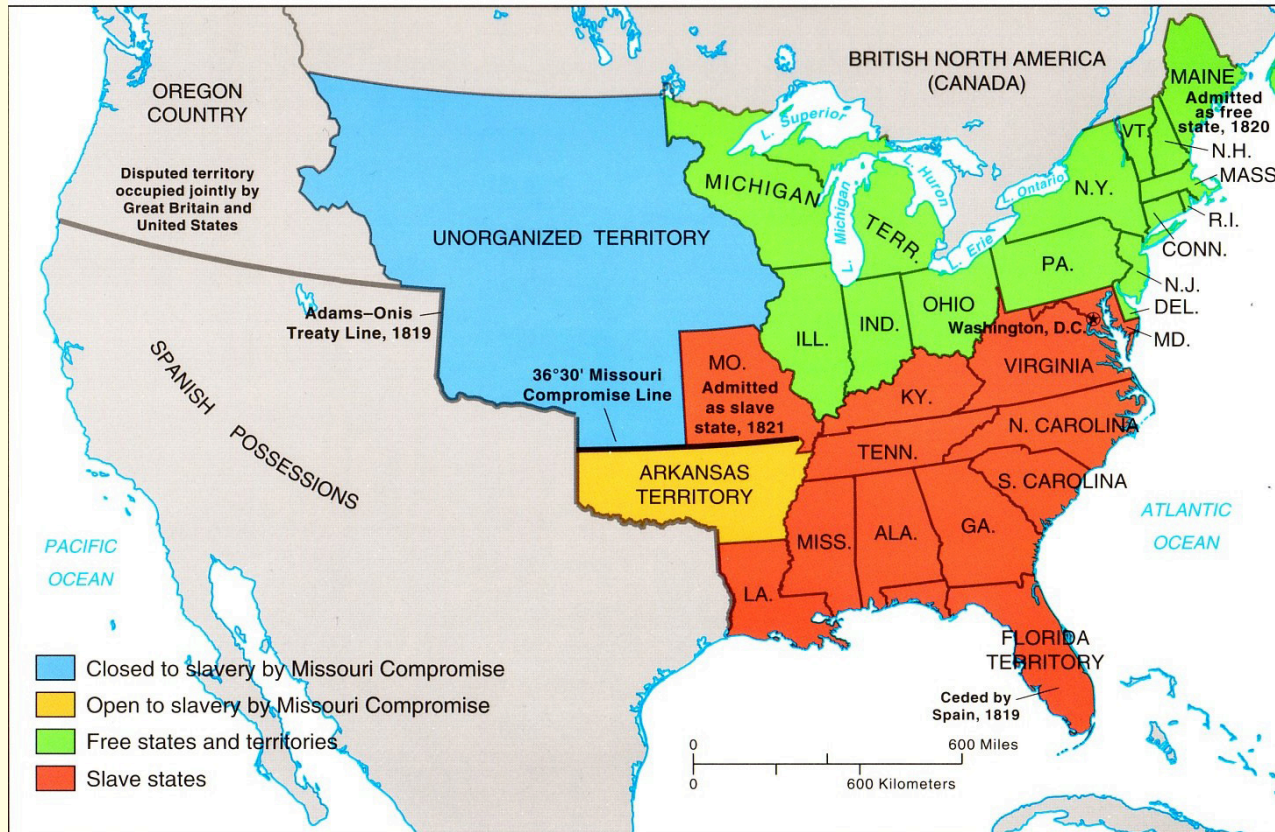 BRITISH NORTH AMERICA
(CANADA)
OREGON
COUNTRY
Disputed territory
occupied jointly by
Great Britain and
United States
MAINE
Admitted
as free
state, 1820
VT.
N.H.
MASS
L. Superior
L. Huron
L. Ontario
L. Michigan
L. Erie
N.Y.
R.I.
CONN.
MICHIGAN
TERR.
UNORGANIZED TERRITORY
PA.
N.J.
DEL.
MD.
OHIO
IND.
ILL.
Washington, D.C.
Adams–Onis
Treaty Line, 1819
MO.
Admitted
as slave
state, 1821
VIRGINIA
KY.
36°30' Missouri
Compromise Line
N. CAROLINA
TENN.
SPANISH
POSSESSIONS
ARKANSAS
TERRITORY
S. CAROLINA
ATLANTIC
OCEAN
PACIFIC
OCEAN
MISS.
ALA.
GA.
LA.
FLORIDA
TERRITORY
Ceded by
Spain, 1819
Closed to slavery by Missouri Compromise
Open to slavery by Missouri Compromise
Free states and territories
Slave states
0 600 Miles
0 600 Kilometers